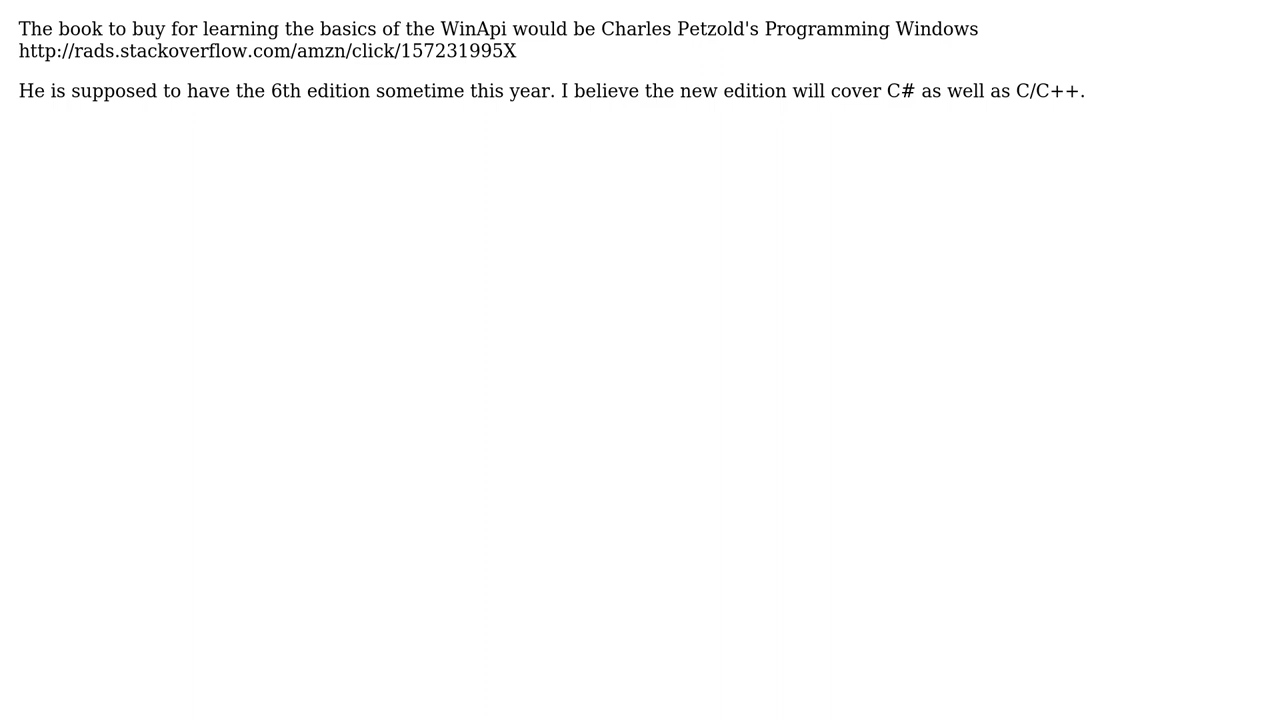 The book to buy for learning the basics of the WinApi would be Charles Petzold's Programming Windows
http://rads.stackoverflow.com/amzn/click/157231995X
He is supposed to have the 6th edition sometime this year. I believe the new edition will cover C# as well as C/C++.